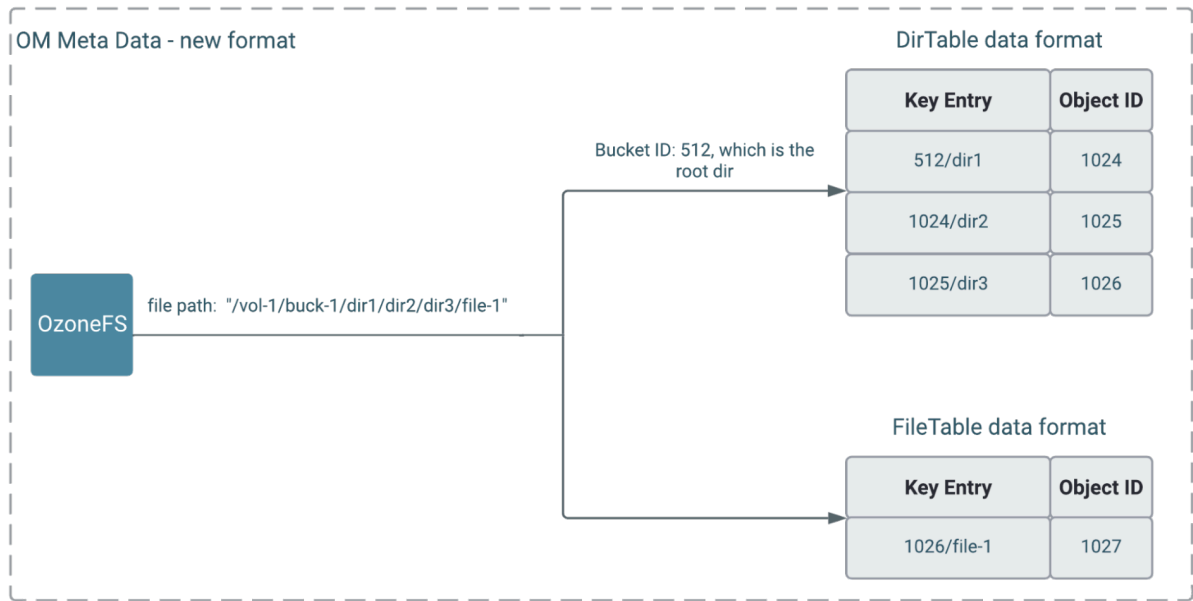 OM Meta Data - new format
DirTable data format
Key Entry Object ID
512/dir1 1024
1024/dir2 1025
1025/dir3 1026
Bucket ID: 512, which is the
root dir
OzoneFS
file path: "/vol-1/buck-1/dir1/dir2/dir3/file-1"
FileTable data format
Key Entry Object ID
1026/file-1 1027